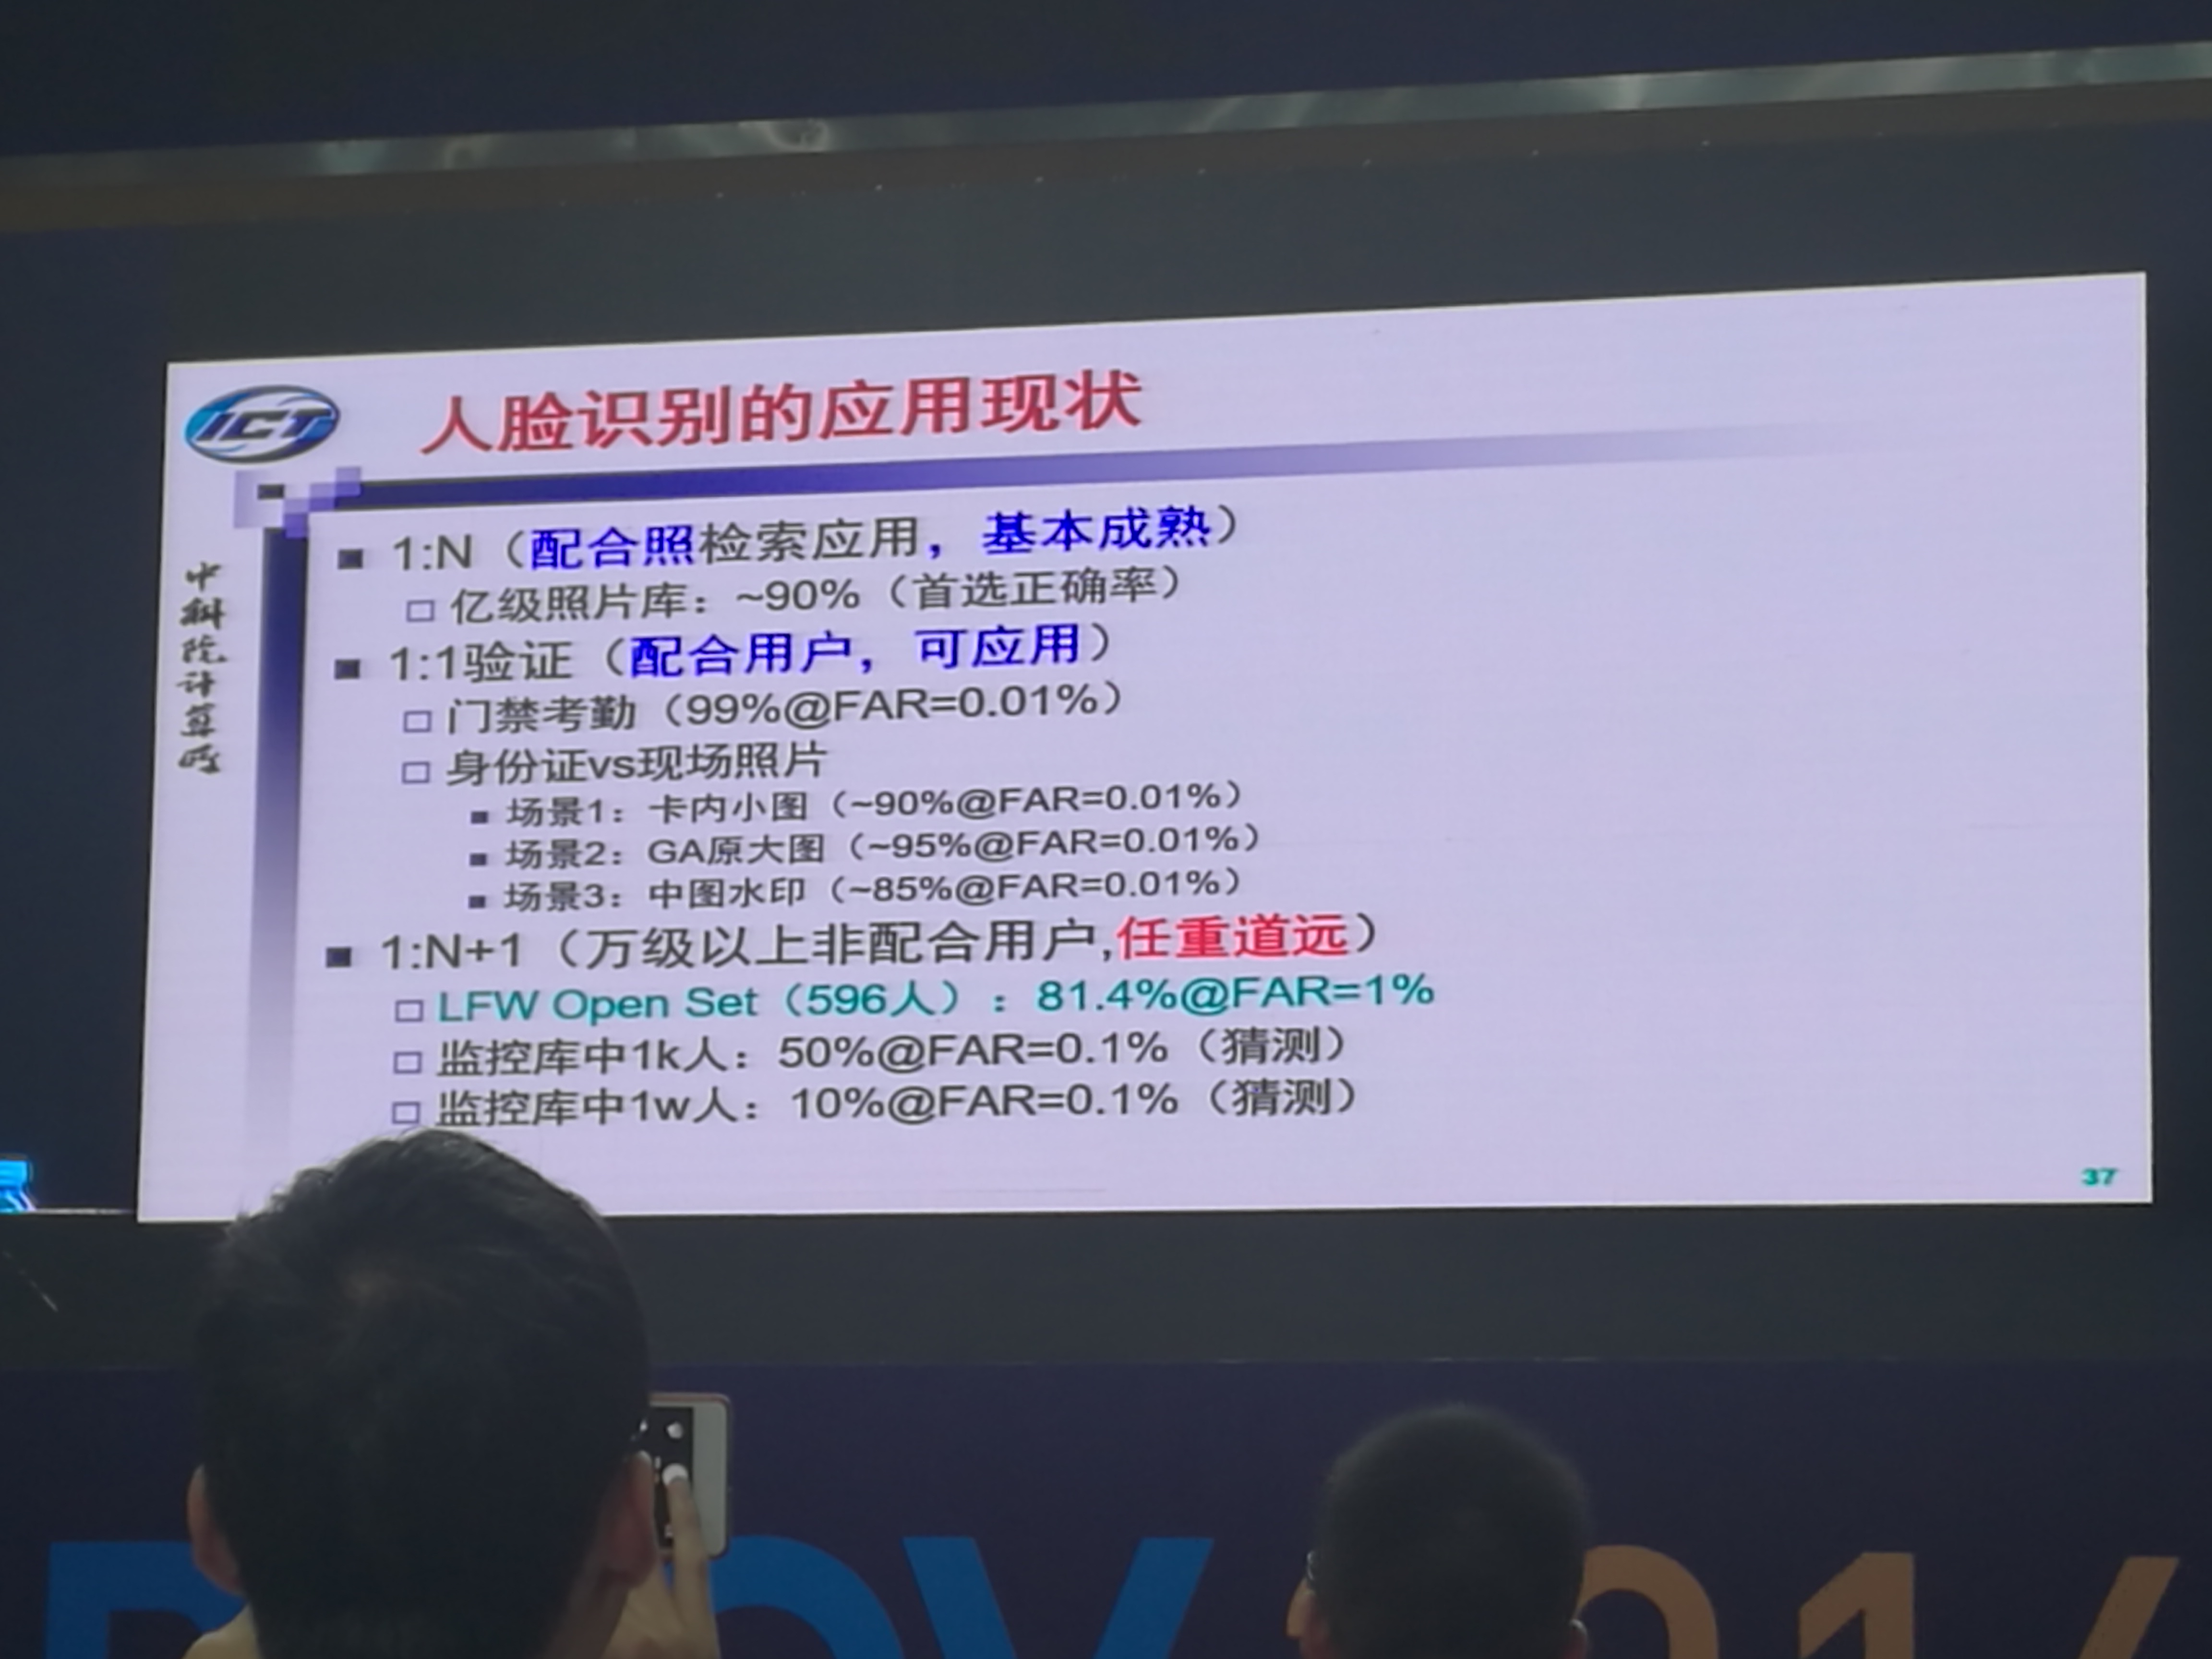 ICT
人脸识别的应用现状
中科院计算所
1:N（配合照检索应用，基本成熟）
亿级照片库：~90%（首选正确率）
1:1验证（配合用户，可应用）
门禁考勤（99%@FAR=0.01%）
身份证vs现场照片
场景1：卡内小图（~90%@FAR=0.01%）
场景2：GA原大图（~95%@FAR=0.01%）
场景3：中图水印（~85%@FAR=0.01%）
1:N+1（万级以上非配合用户,任重道远）
LFW Open Set（596人）：81.4%@FAR=1%
监控库中1k人：50%@FAR=0.1%（猜测）
监控库中1w人：10%@FAR=0.1%（猜测）
37